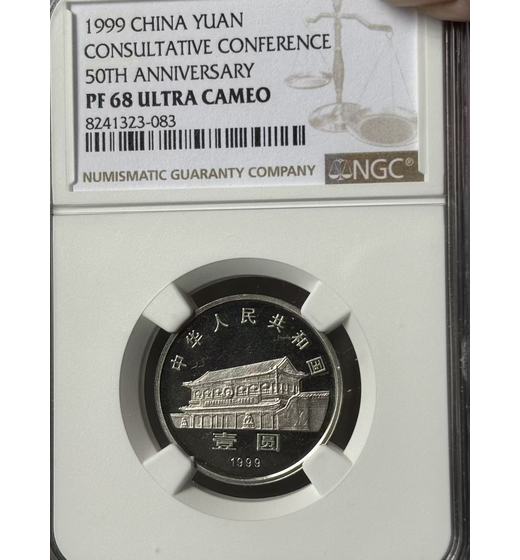 1999 CHINA YUAN
CONSULTATIVE CONFERENCE
50TH ANNIVERSARY
PF 68 ULTRA CAMEO
8241323-083
NUMISMATIC GUARANTY COMPANY
NGC®
中华人民共和国
壹圆
1999